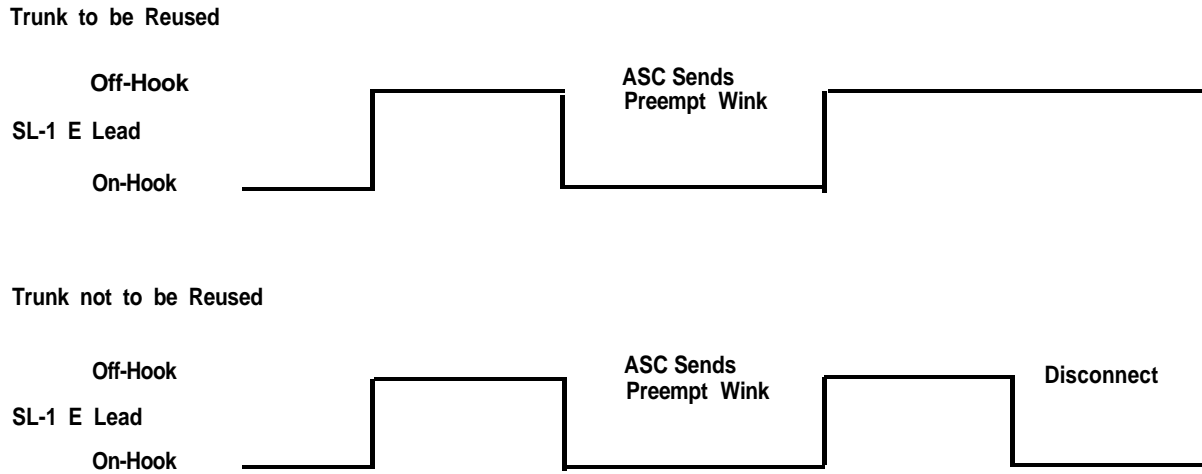 Trunk to be Reused
Off-Hook
ASC Sends
Preempt Wink
SL-1 E Lead
On-Hook
Trunk not to be Reused
Off-Hook
ASC Sends
Preempt Wink
Disconnect
SL-1 E Lead
On-Hook